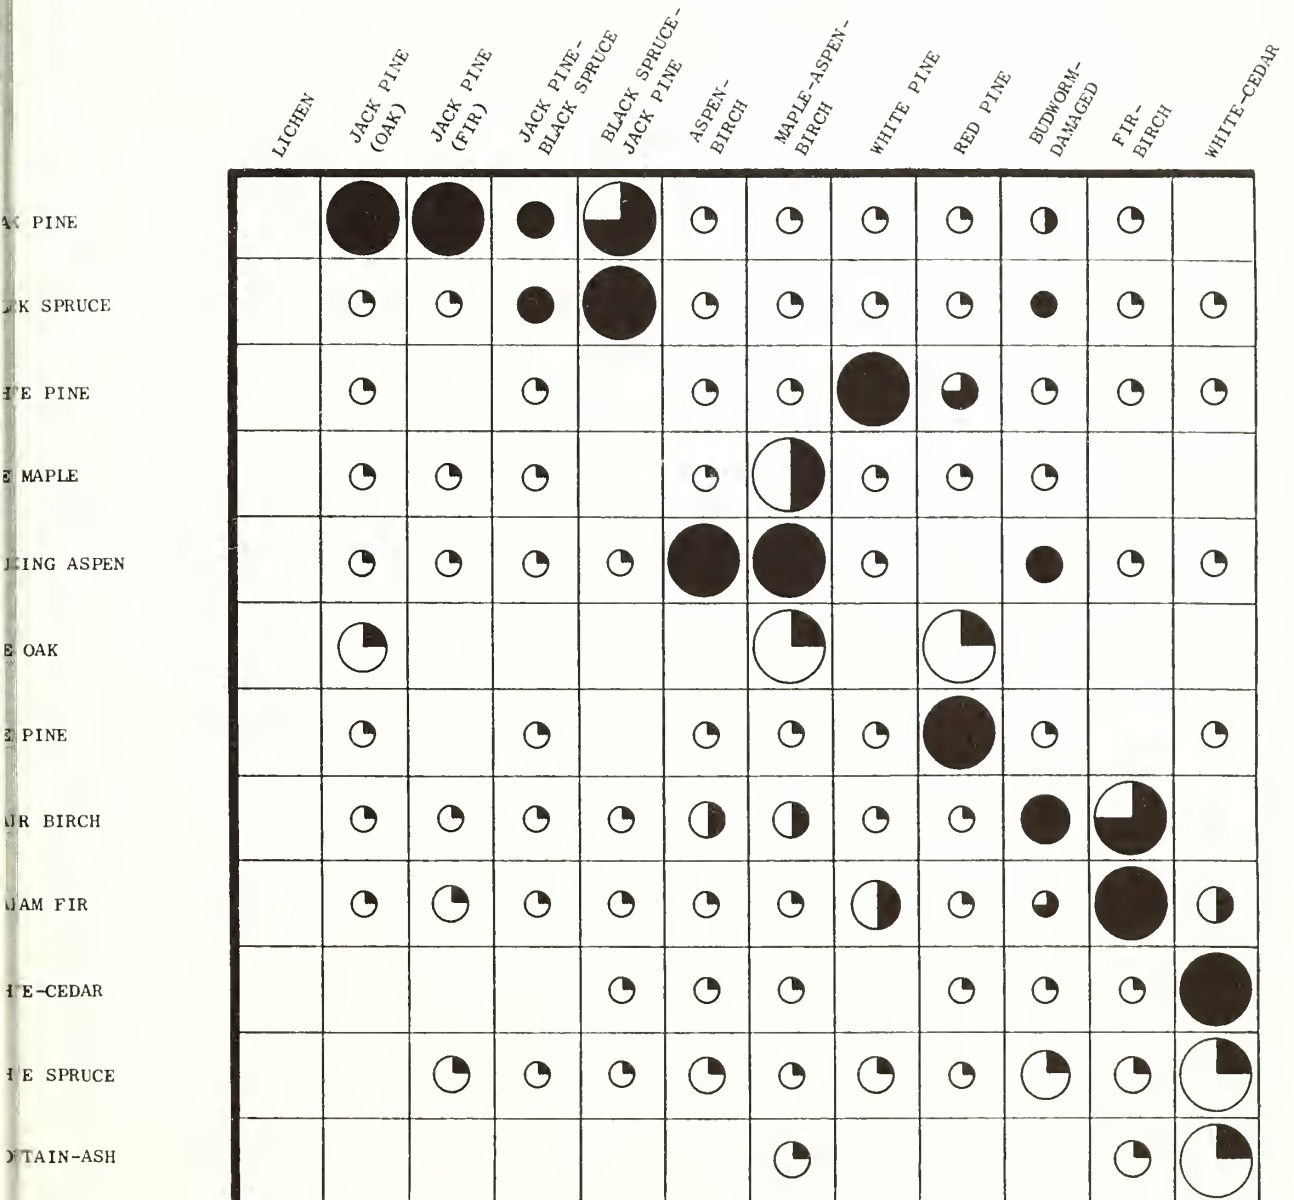 LICHEN
JACK PINE
(OAK)
JACK PINE
(FIR)
JACK PINE-
BLACK SPRUCE
BLACK SPRUCE-
JACK PINE
ASPEN-
BIRCH
MAPLE-ASPEN-
BIRCH
WHITE PINE
RED PINE
BUDWORM-
DAMAGED
FIR-
BIRCH
WHITE-CEDAR
PINE
K SPRUCE
E PINE
E MAPLE
ING ASPEN
E OAK
PINE
R BIRCH
AM FIR
E-CEDAR
E SPRUCE
TAIN-ASH